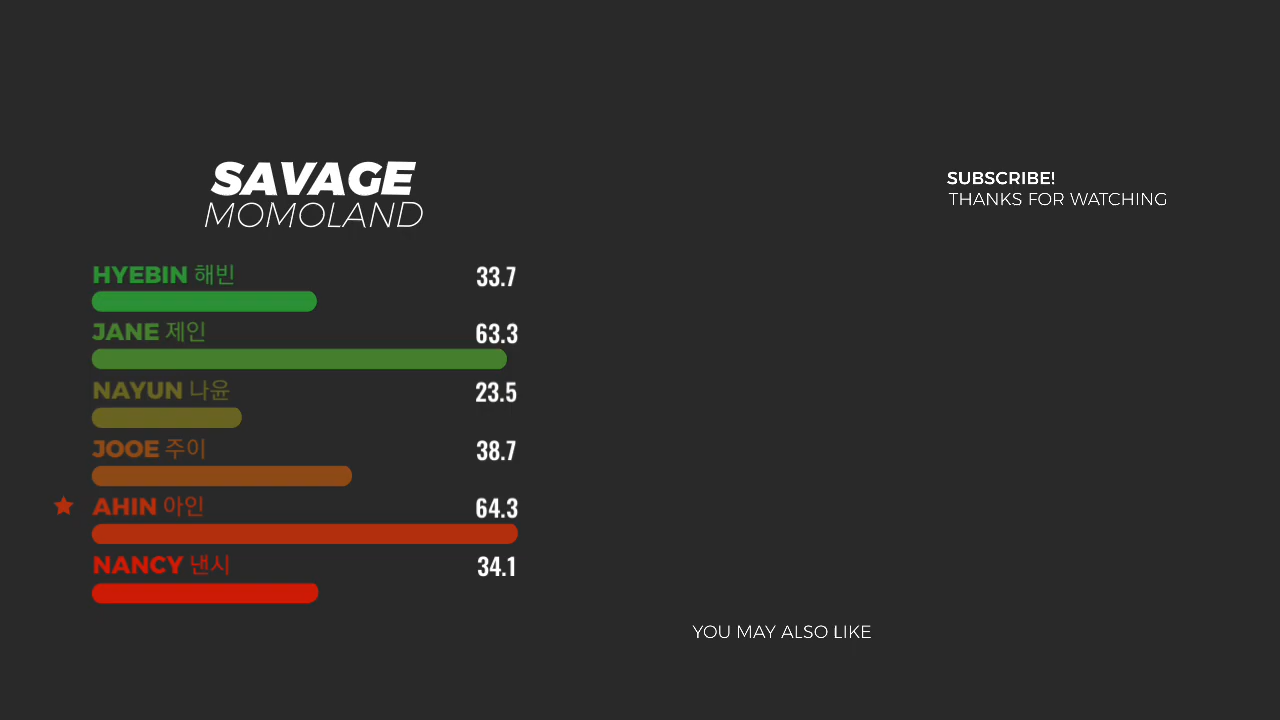 SAVAGE
MOMOLAND
HYEBIN 해빈 33.7
JANE 제인 63.3
NAYUN 나윤 23.5
JOOE 주이 38.7
AHIN 아인 64.3
NANCY 낸시 34.1
SUBSCRIBE!
THANKS FOR WATCHING
YOU MAY ALSO LIKE